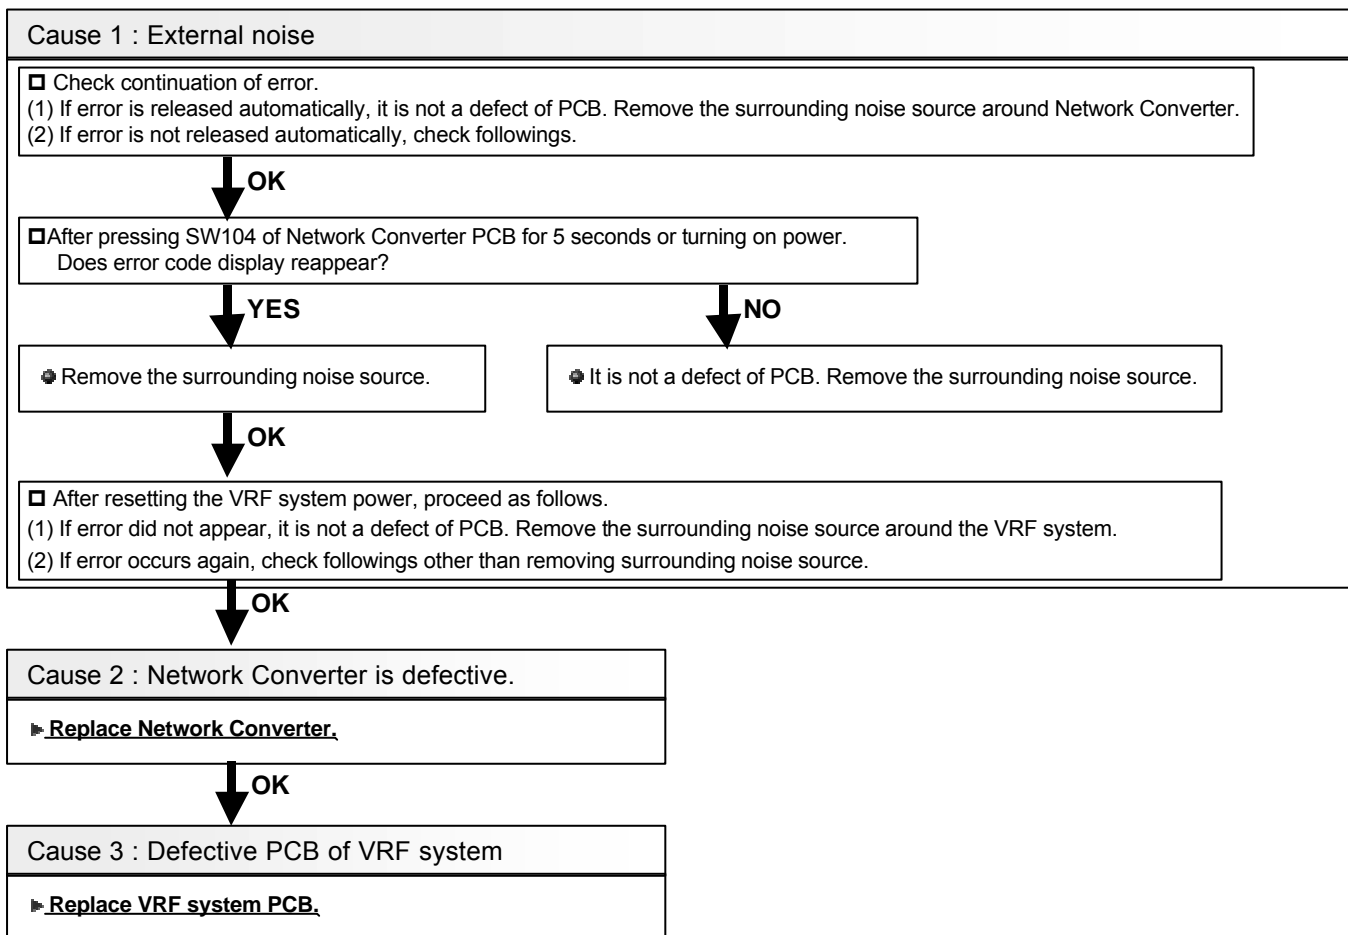 Cause 1 : External noise
Check continuation of error.
(1) If error is released automatically, it is not a defect of PCB. Remove the surrounding noise source around Network Converter.
(2) If error is not released automatically, check followings.
OK
After pressing SW104 of Network Converter PCB for 5 seconds or turning on power.
Does error code display reappear?
YES
NO
Remove the surrounding noise source.
It is not a defect of PCB. Remove the surrounding noise source.
OK
After resetting the VRF system power, proceed as follows.
(1) If error did not appear, it is not a defect of PCB. Remove the surrounding noise source around the VRF system.
(2) If error occurs again, check followings other than removing surrounding noise source.
OK
Cause 2 : Network Converter is defective.
Replace Network Converter.
OK
Cause 3 : Defective PCB of VRF system
Replace VRF system PCB.